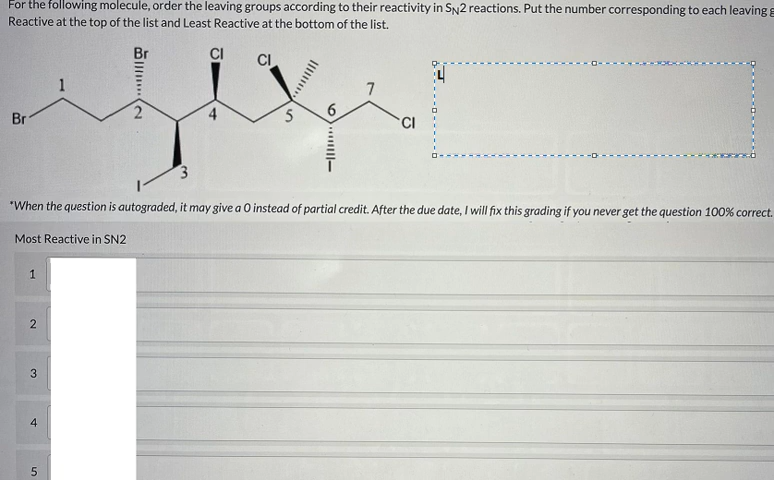 For the following molecule, order the leaving groups according to their reactivity in SN2 reactions. Put the number corresponding to each leaving g
Reactive at the top of the list and Least Reactive at the bottom of the list.
Br Cl Cl
1 7
Br 2 4 5 6 Cl
3
I I
L
*When the question is autograded, it may give a 0 instead of partial credit. After the due date, I will fix this grading if you never get the question 100% correct.
Most Reactive in SN2
1
2
3
4
5